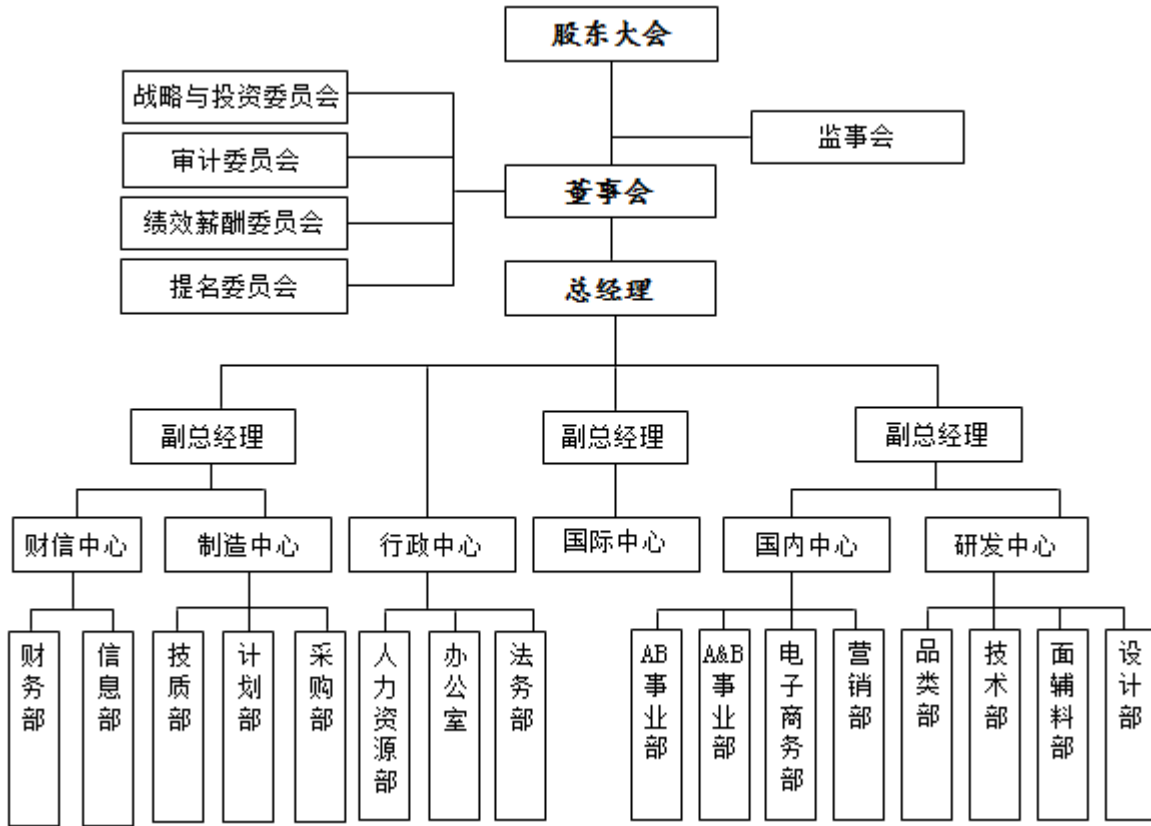 股东大会
战略与投资委员会
监事会
审计委员会
董事会
绩效薪酬委员会
提名委员会
总经理
副总经理
副总经理
副总经理
财信中心
制造中心
行政中心
国际中心
国内中心
研发中心
财务部
信息部
技质部
计划部
采购部
人力资源部
办公室
法务部
AB事业部
A&B事业部
电子商务部
营销部
品类部
技术部
面辅料部
设计部